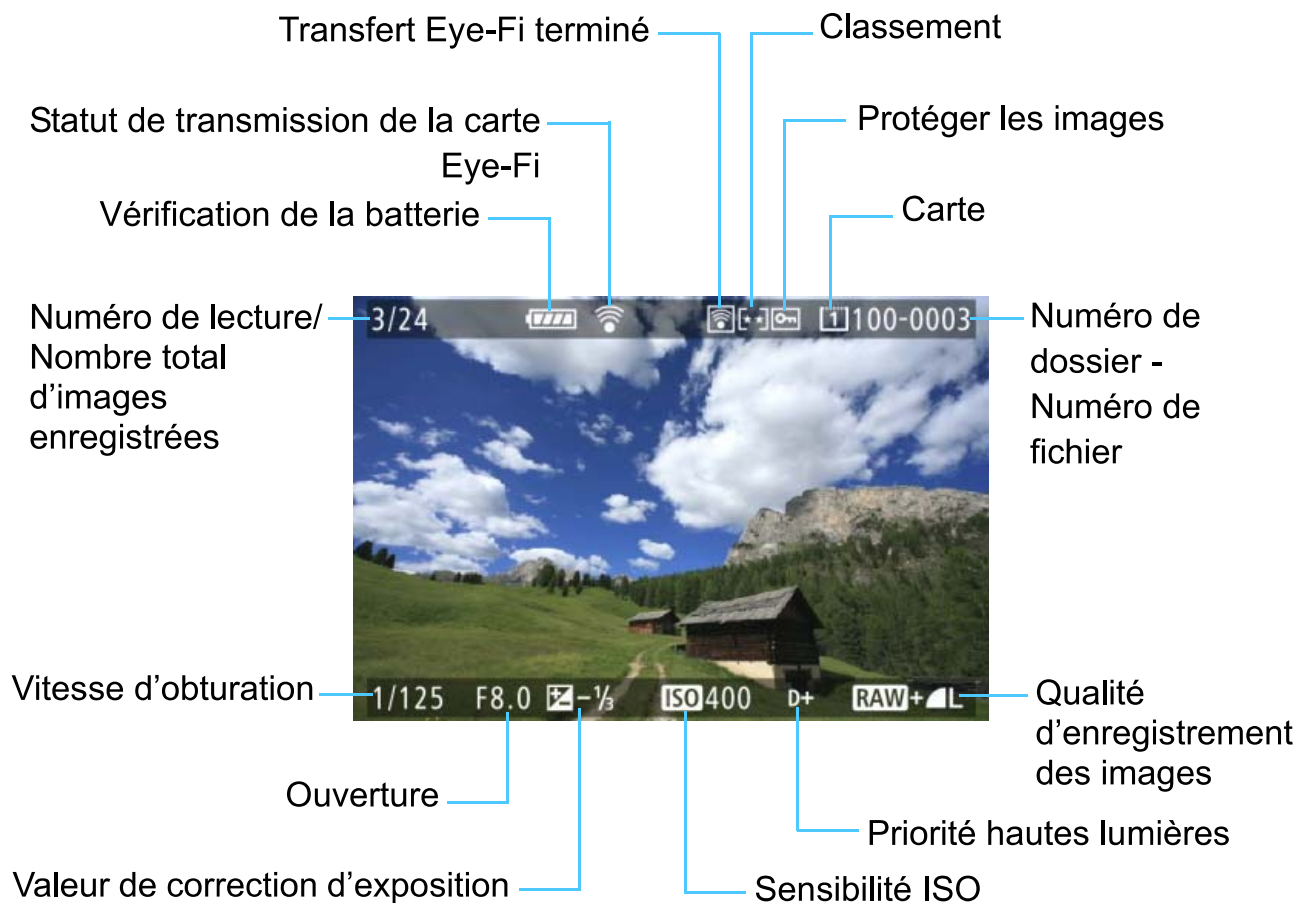 Transfert Eye-Fi terminé
Classement
Statut de transmission de la carte
Eye-Fi
Protéger les images
Vérification de la batterie
Carte
Numéro de lecture/
Nombre total
d’images
enregistrées
3/24
1
100-0003
Numéro de
dossier -
Numéro de
fichier
Vitesse d’obturation
1/125 F8.0 -1/3 ISO400 D+ RAW+L
Qualité
d’enregistrement
des images
Ouverture
Priorité hautes lumières
Valeur de correction d’exposition
Sensibilité ISO